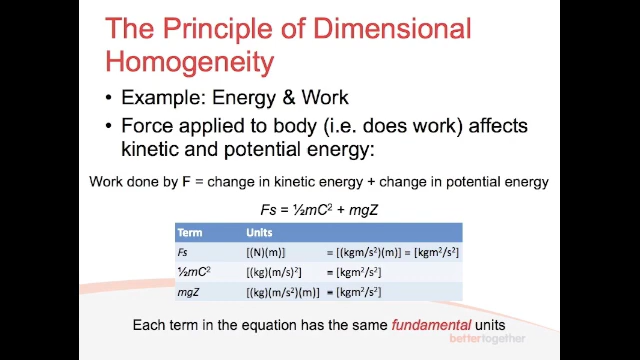 The Principle of Dimensional
Homogeneity
• Example: Energy & Work
• Force applied to body (i.e. does work) affects
kinetic and potential energy:
Work done by F = change in kinetic energy + change in potential energy
Fs = ½mC² + mgZ
Term Units
Fs [(N)(m)] = [(kgm/s²)(m)] = [kgm²/s²]
½mC² [(kg)(m/s)²] = [kgm²/s²]
mgZ [(kg)(m/s²)(m)] = [kgm²/s²]
Each term in the equation has the same fundamental units
bettertogether